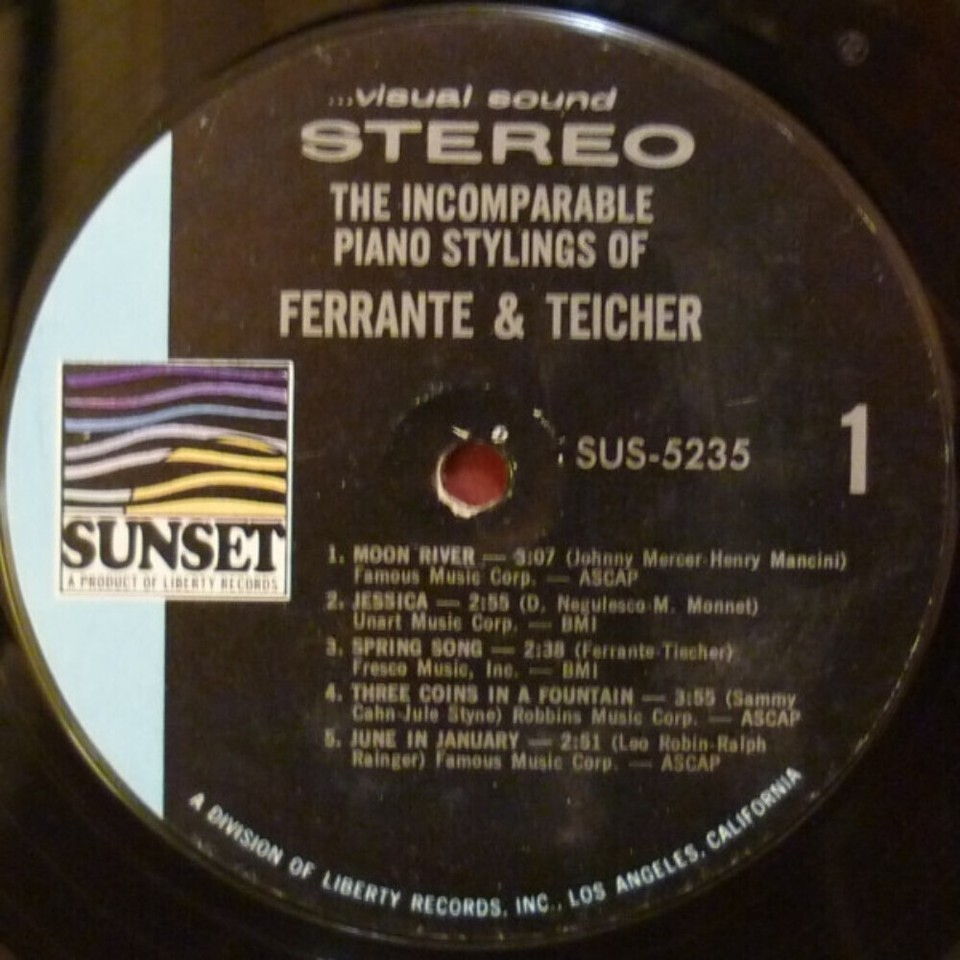 ...visual sound
STEREO
THE INCOMPARABLE
PIANO STYLINGS OF
FERRANTE & TEICHER
SUS-5235
1
SUNSET
A PRODUCT OF LIBERTY RECORDS
1. MOON RIVER — 3:07 (Johnny Mercer-Henry Mancini)
Famous Music Corp. — ASCAP
2. JESSICA — 2:55 (D. Negulesco-M. Monnet)
Unart Music Corp. — BMI
3. SPRING SONG — 2:38 (Ferrante-Tiecher)
Fresco Music, Inc. — BMI
4. THREE COINS IN A FOUNTAIN — 3:55 (Sammy
Cahn-Jule Styne) Robbins Music Corp. — ASCAP
5. JUNE IN JANUARY — 2:51 (Leo Robin-Ralph
Rainger) Famous Music Corp. — ASCAP
A DIVISION OF LIBERTY RECORDS, INC., LOS ANGELES, CALIFORNIA